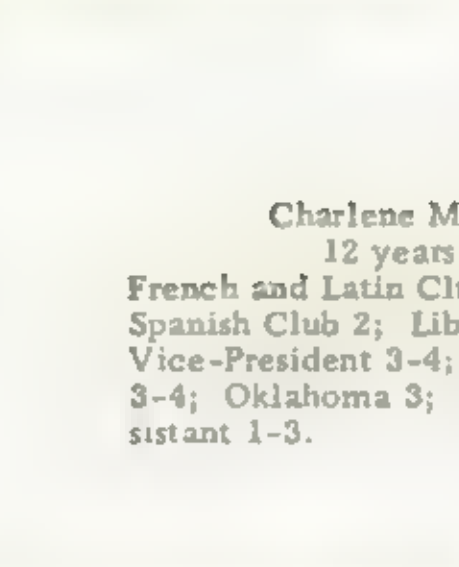 Charlene M
12 years
French and Latin Cl
Spanish Club 2; Lib
Vice-President 3-4;
3-4; Oklahoma 3;
sistant 1-3.